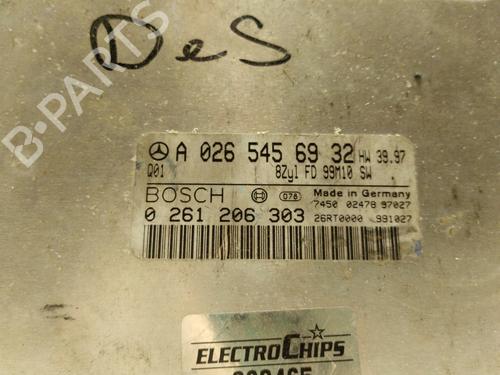 DeS
B-PARTS
A 026 545 69 32 HW 39.97
Q01 8Zyl FD 99M10 SW
BOSCH 078 Made in Germany
7450 02478 97027
0 261 206 303 26RT0000 991027
ELECTROCHIPS